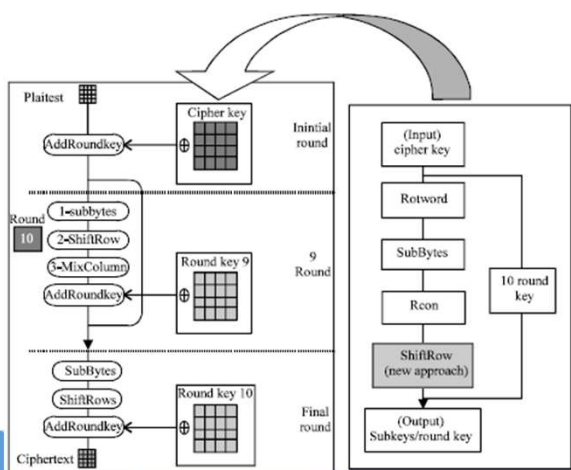 Plaitest
Cipher key
Inintial
round
AddRoundkey
1-subbytes
Round
10
2-ShiftRow
3-MixColumn
AddRoundkey
Round key 9
9
Round
SubBytes
ShiftRows
AddRoundkey
Round key 10
Final
round
Ciphertext
(Input)
cipher key
Rotword
SubBytes
Rcon
10 round
key
ShiftRow
(new approach)
(Output)
Subkeys/round key